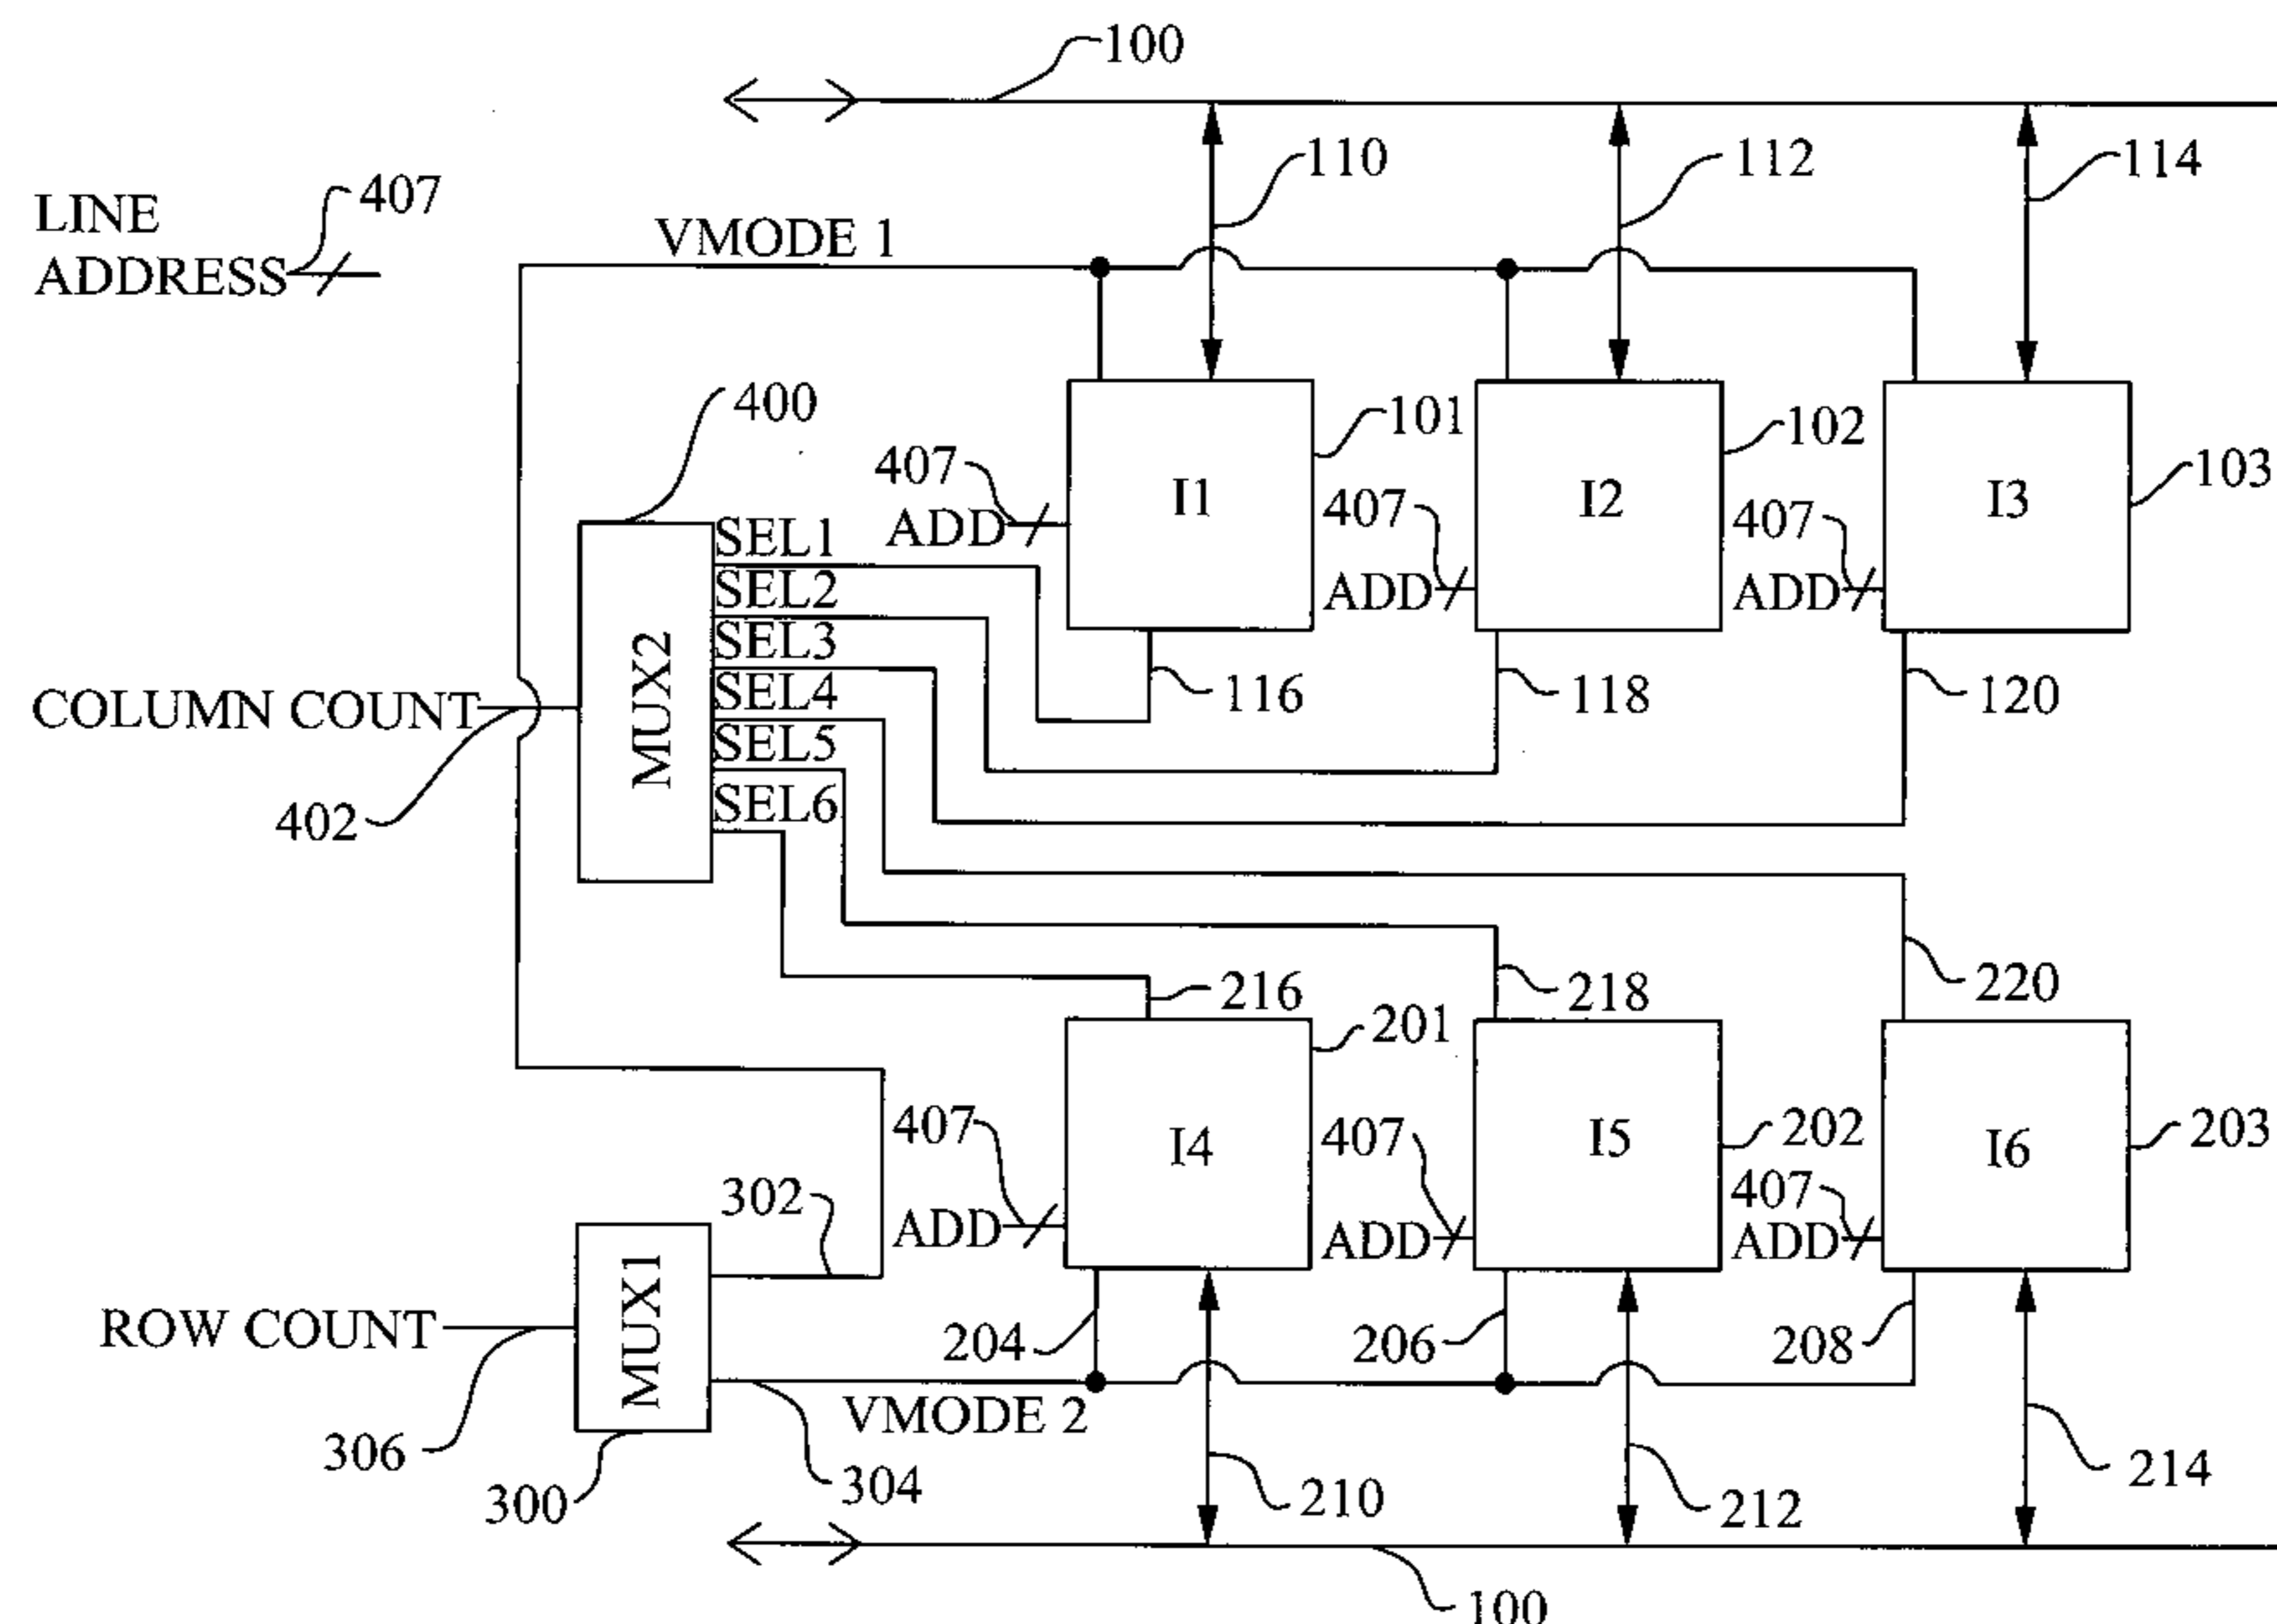 100
110
112
114
LINE
ADDRESS
407
VMODE 1
400
101
102
103
407
ADD
I1
407
ADD
I2
407
ADD
I3
SEL1
SEL2
SEL3
SEL4
SEL5
SEL6
MUX2
COLUMN COUNT
402
116
118
120
216
218
220
201
202
203
407
ADD
I4
407
ADD
I5
407
ADD
I6
302
MUX1
ROW COUNT
306
300
304
VMODE 2
204
206
208
210
212
214
100